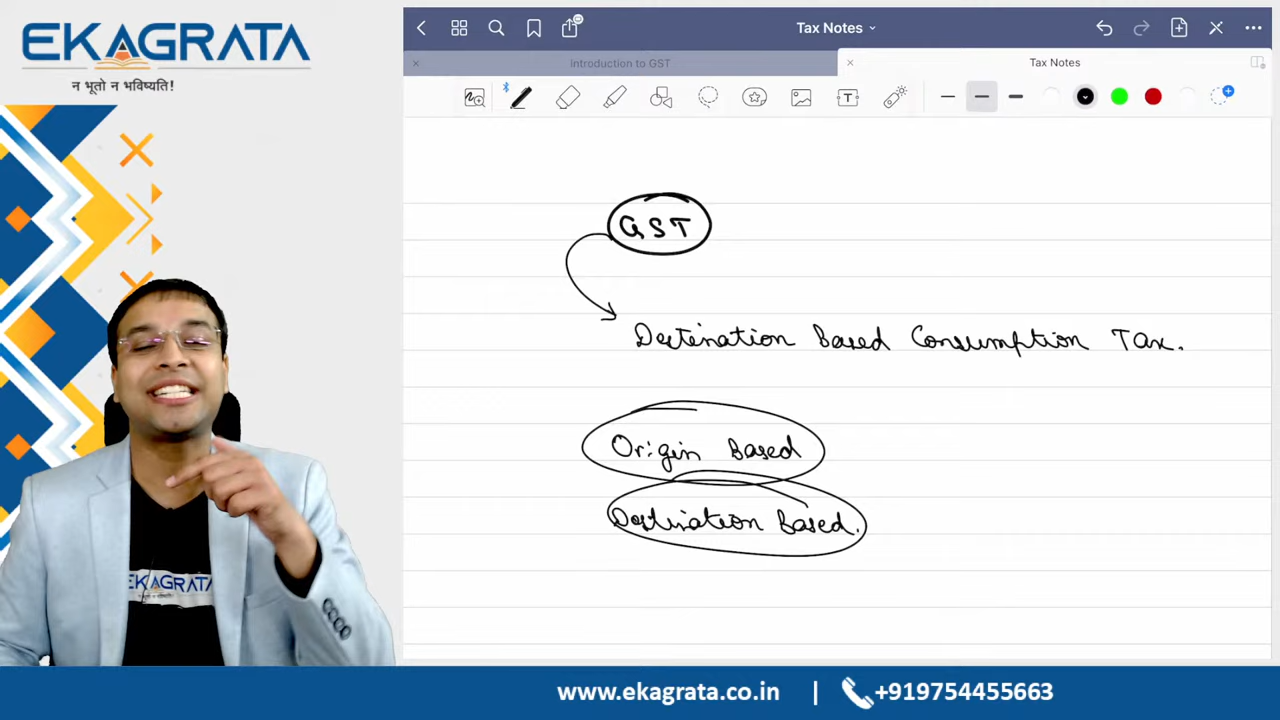 EKAGRATA
न भूतो न भविष्यति!
Tax Notes
Introduction to GST
Tax Notes
T
GST
Destination Based Consumption Tax.
Origin Based
Destination Based.
EKAGRATA
www.ekagrata.co.in | +919754455663